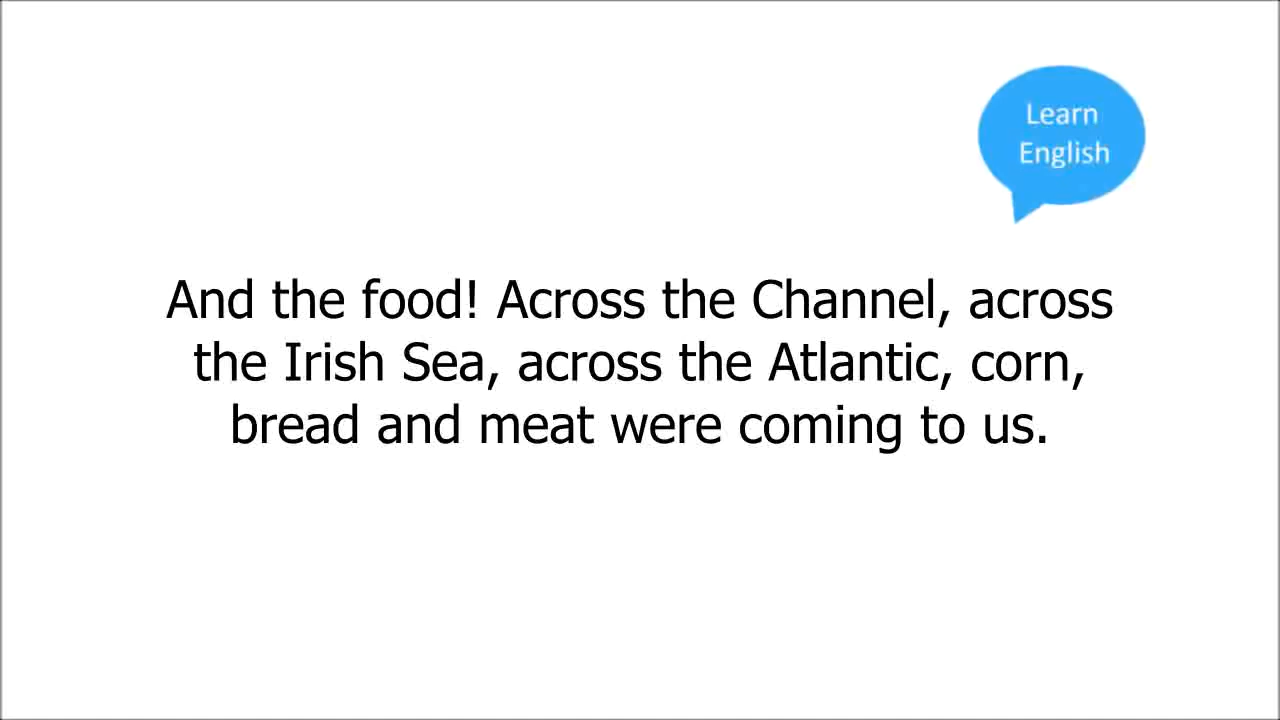 Learn
English
And the food! Across the Channel, across
the Irish Sea, across the Atlantic, corn,
bread and meat were coming to us.